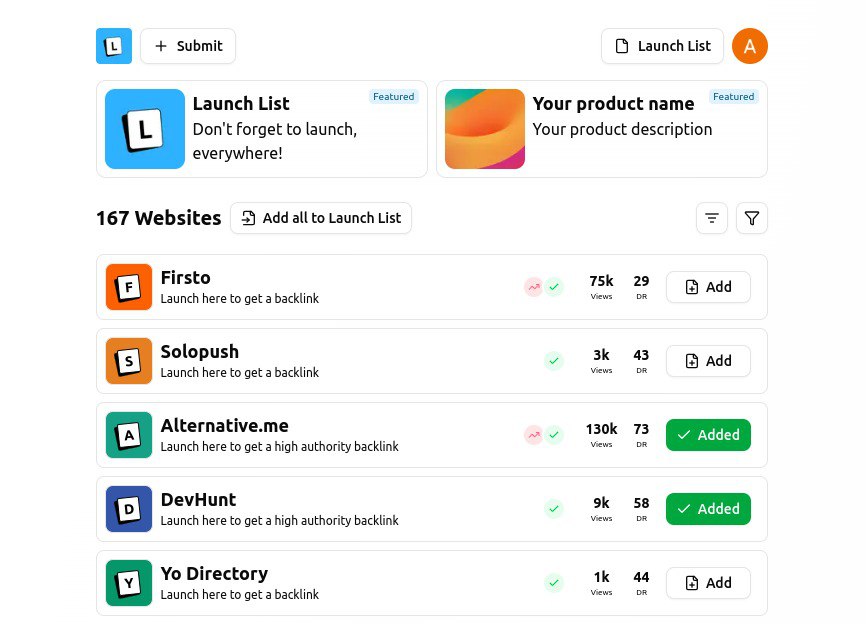 L
Submit
Launch List
A
L
Launch List
Featured
Don't forget to launch,
everywhere!
Your product name
Featured
Your product description
167 Websites
Add all to Launch List
F
Firsto
Launch here to get a backlink
75k
Views
29
DR
Add
S
Solopush
Launch here to get a backlink
3k
Views
43
DR
Add
A
Alternative.me
Launch here to get a high authority backlink
130k
Views
73
DR
Added
D
DevHunt
Launch here to get a high authority backlink
9k
Views
58
DR
Added
Y
Yo Directory
Launch here to get a backlink
1k
Views
44
DR
Add